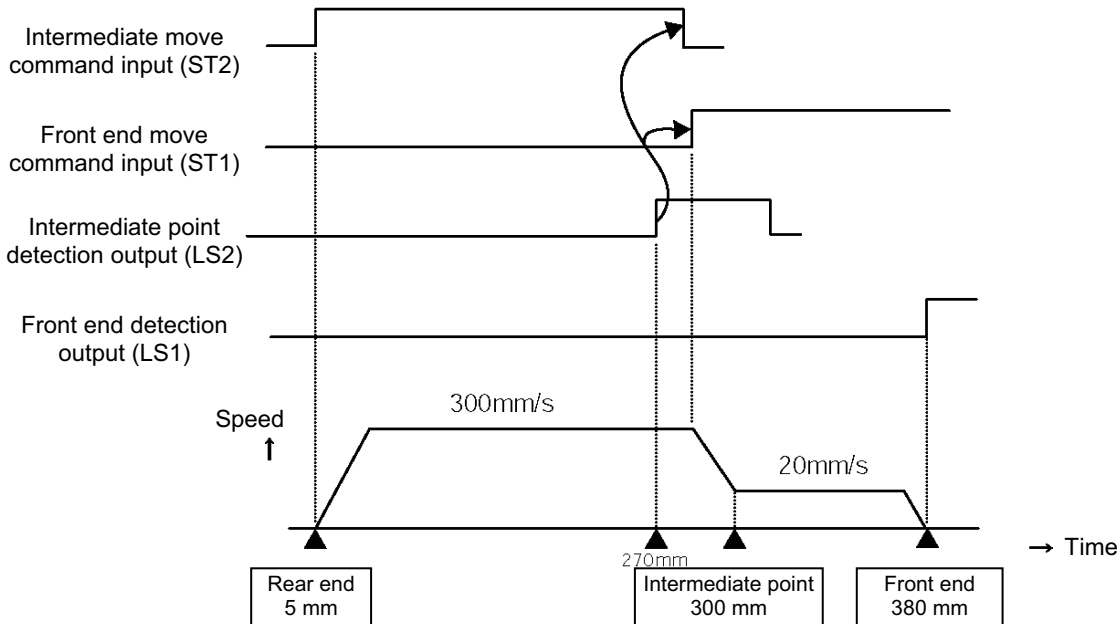 Intermediate move
command input (ST2)
Front end move
command input (ST1)
Intermediate point
detection output (LS2)
Front end detection
output (LS1)
Speed
↑
300mm/s
20mm/s
→ Time
270mm
Rear end
5 mm
Intermediate point
300 mm
Front end
380 mm